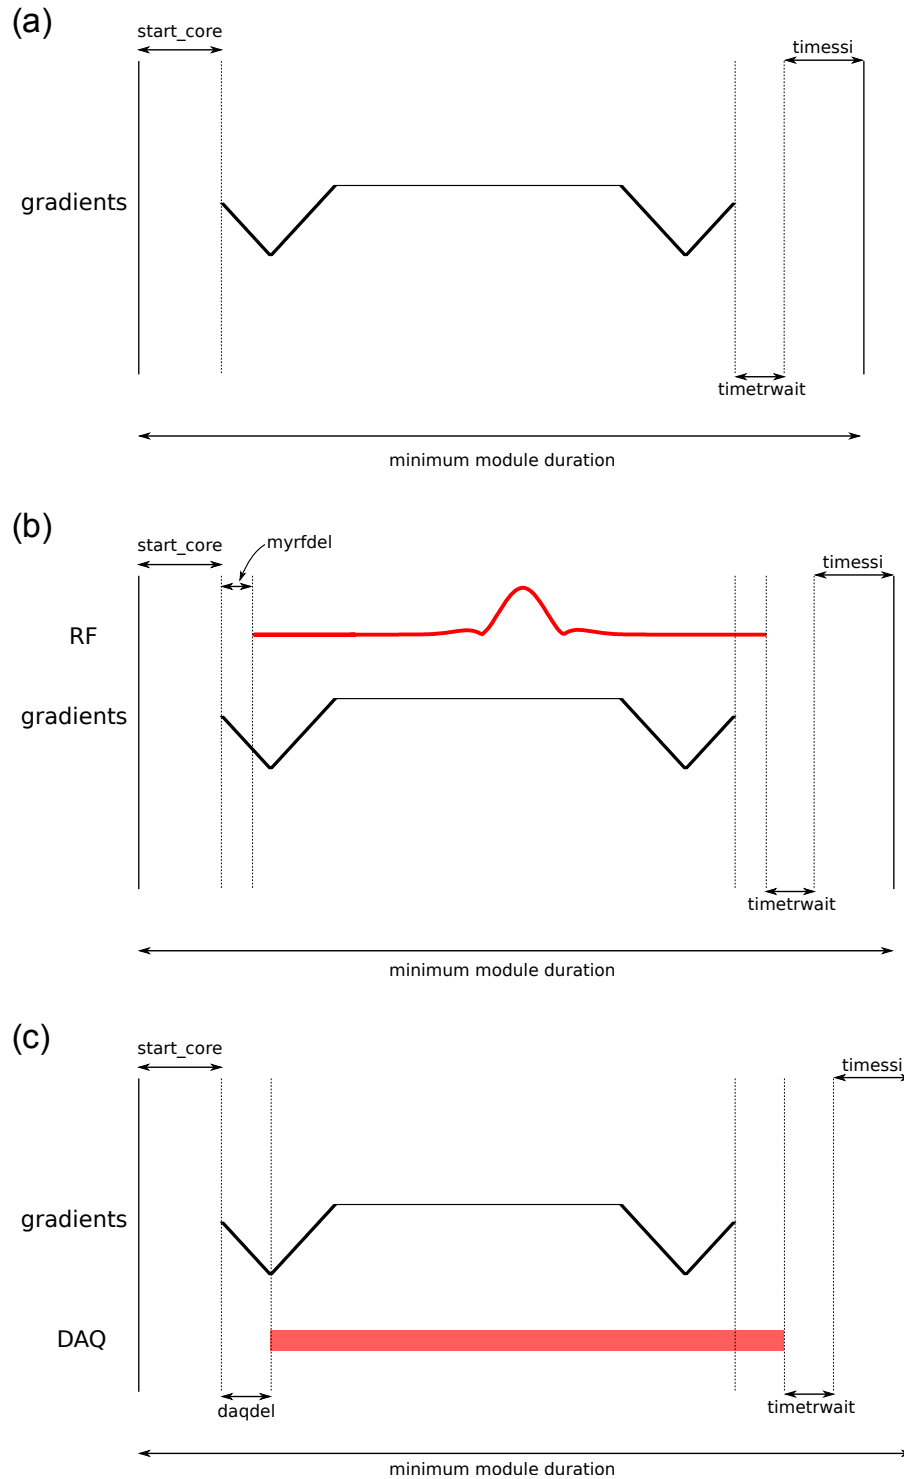 (a)
start_core
timessi
gradients
timetrwait
minimum module duration
(b)
start_core
myrfdel
timessi
RF
gradients
timetrwait
minimum module duration
(c)
start_core
timessi
gradients
DAQ
daqdel
timetrwait
minimum module duration